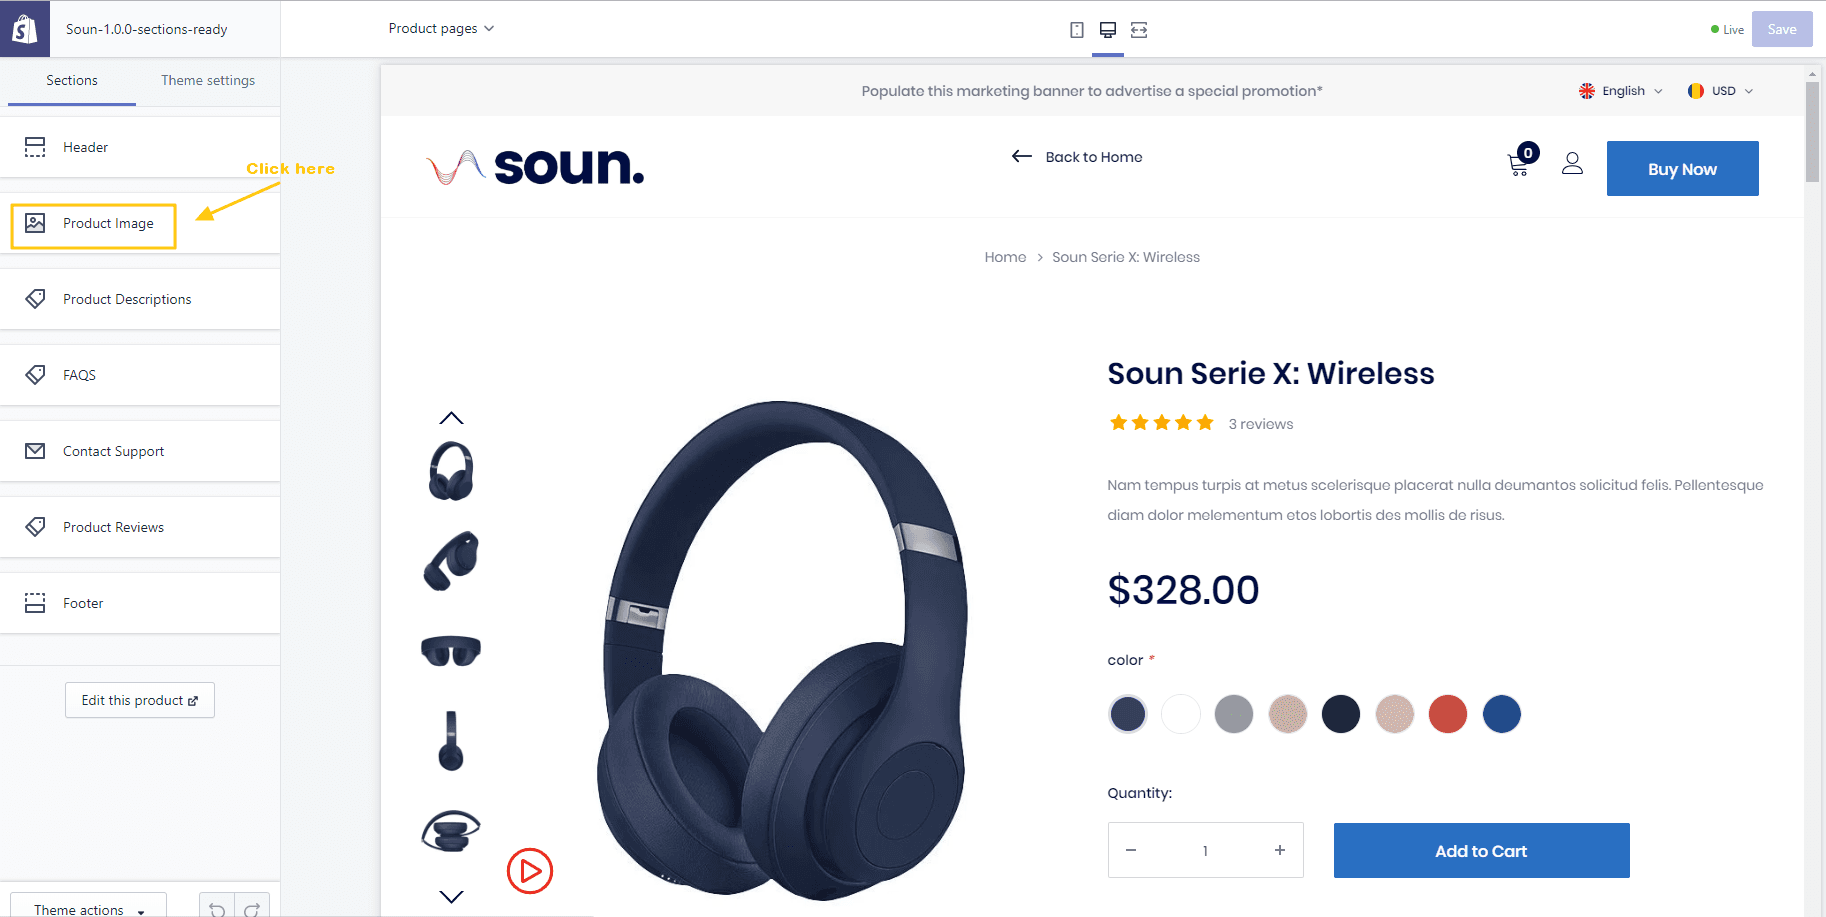 Soun-1.0.0-sections-ready
Product pages
Live
Save
Sections
Theme settings
Header
Click here
Product Image
Product Descriptions
FAQS
Contact Support
Product Reviews
Footer
Edit this product
Theme actions
Populate this marketing banner to advertise a special promotion*
English
USD
soun.
Back to Home
0
Buy Now
Home > Soun Serie X: Wireless
Soun Serie X: Wireless
3 reviews
Nam tempus turpis at metus scelerisque placerat nulla deumantos solicitud felis. Pellentesque
diam dolor melementum etos lobortis des mollis de risus.
$328.00
color *
Quantity:
− 1 +
Add to Cart